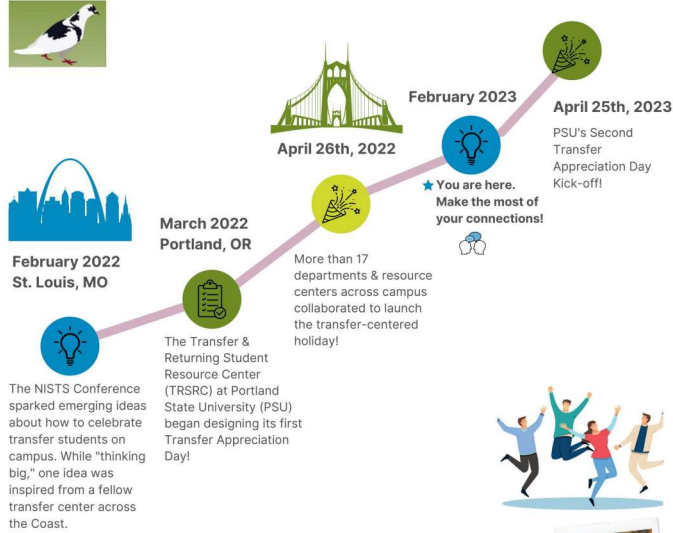 February 2022
St. Louis, MO
The NISTS Conference
sparked emerging ideas
about how to celebrate
transfer students on
campus. While "thinking
big," one idea was
inspired from a fellow
transfer center across
the Coast.
March 2022
Portland, OR
The Transfer &
Returning Student
Resource Center
(TRSRC) at Portland
State University (PSU)
began designing its first
Transfer Appreciation
Day!
April 26th, 2022
More than 17
departments & resource
centers across campus
collaborated to launch
the transfer-centered
holiday!
February 2023
You are here.
Make the most of
your connections!
April 25th, 2023
PSU's Second
Transfer
Appreciation Day
Kick-off!